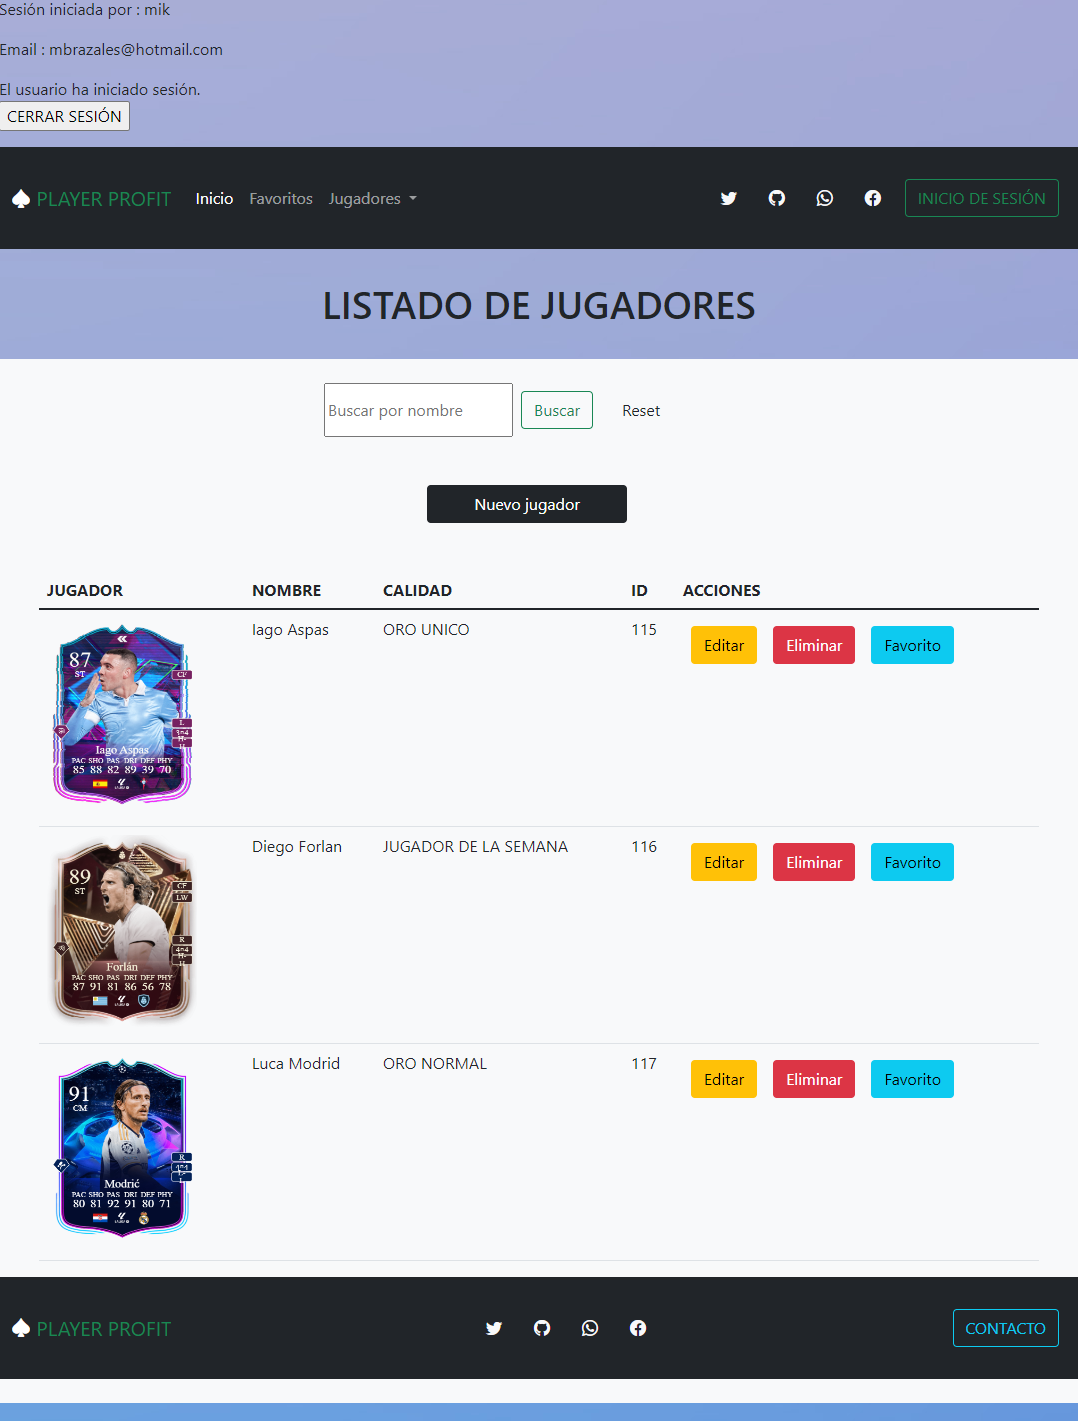 Sesión iniciada por : mik
Email : mbrazales@hotmail.com
El usuario ha iniciado sesión.
CERRAR SESIÓN
PLAYER PROFIT Inicio Favoritos Jugadores INICIO DE SESIÓN
LISTADO DE JUGADORES
Buscar por nombre Buscar Reset
Nuevo jugador
JUGADOR NOMBRE CALIDAD ID ACCIONES
Iago Aspas ORO UNICO 115 Editar Eliminar Favorito
87
ST
CF
L
3★4
Iago Aspas
PAC SHO PAS DRI DEF PHY
85 88 82 89 39 70
Diego Forlan JUGADOR DE LA SEMANA 116 Editar Eliminar Favorito
89
ST
CF
LW
R
4★4
Forlán
PAC SHO PAS DRI DEF PHY
87 91 81 86 56 78
Luca Modrid ORO NORMAL 117 Editar Eliminar Favorito
91
CM
R
4★4
Modrić
PAC SHO PAS DRI DEF PHY
80 81 92 91 80 71
PLAYER PROFIT CONTACTO